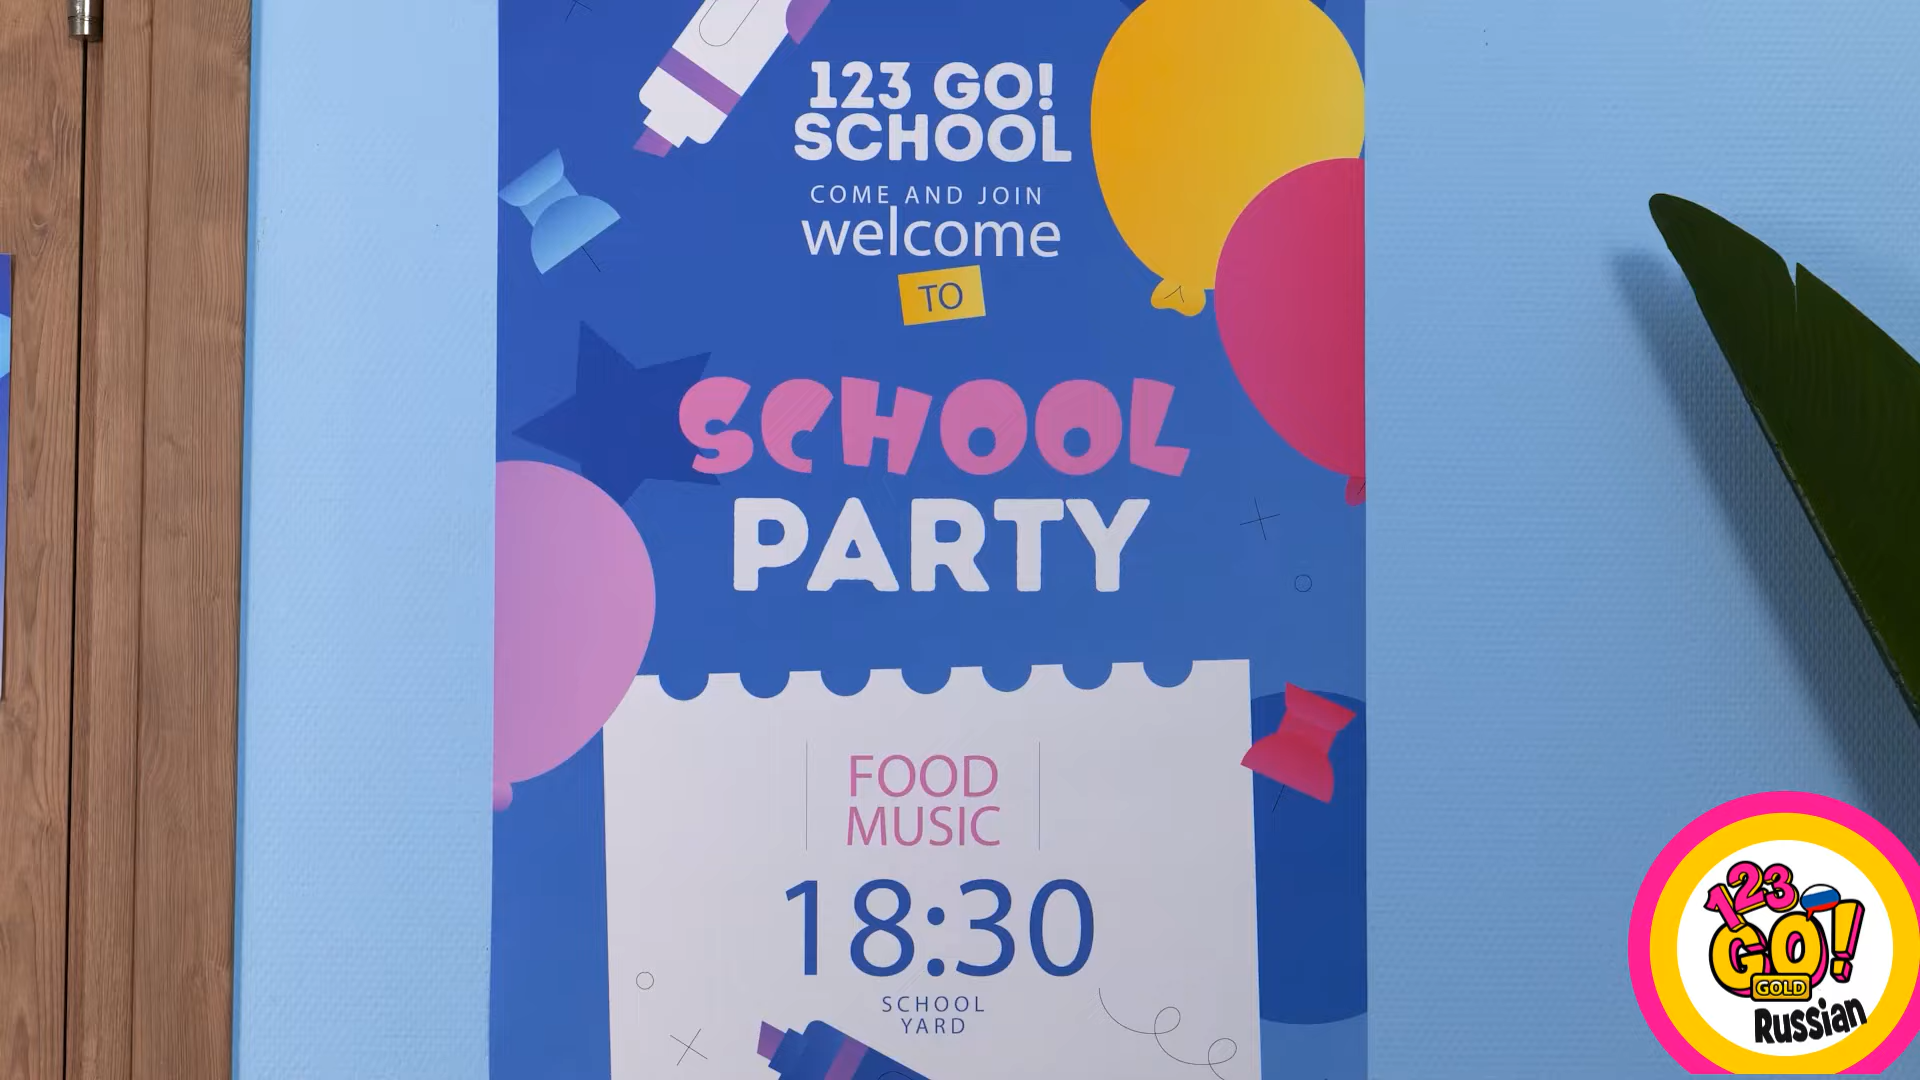 123 GO!
SCHOOL
COME AND JOIN
welcome
TO
SCHOOL
PARTY
FOOD
MUSIC
18:30
SCHOOL
YARD
123
GO!
GOLD
Russian